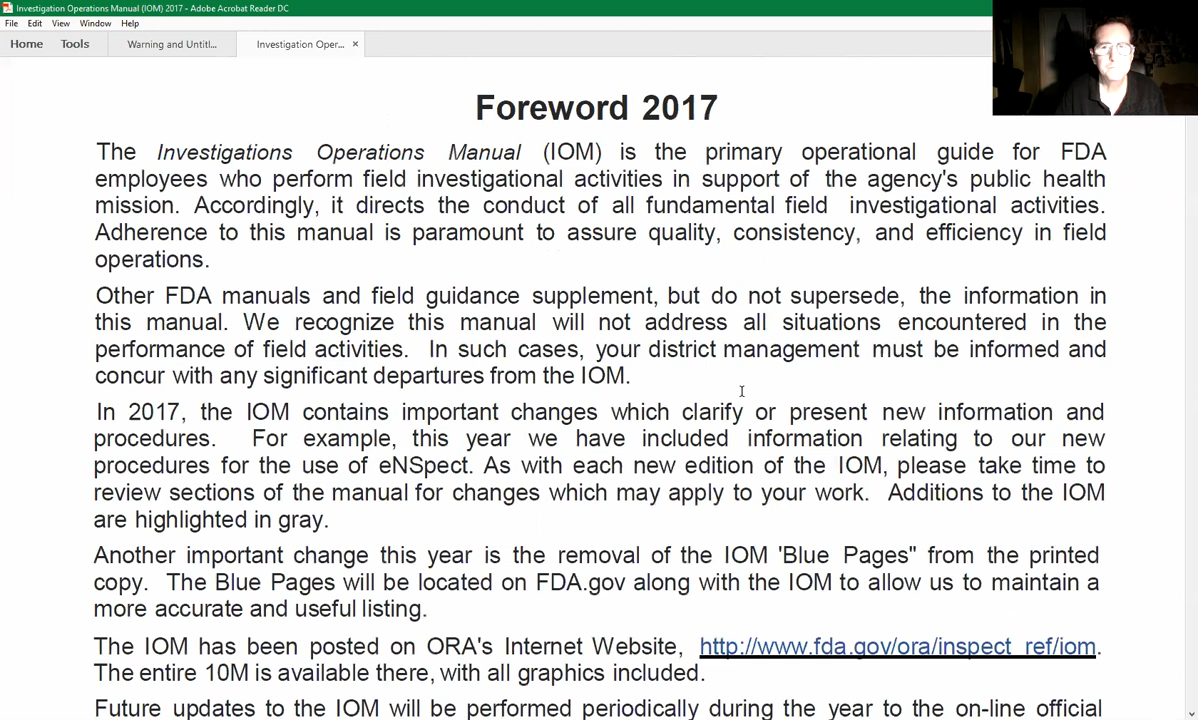 Investigation Operations Manual (IOM) 2017 - Adobe Acrobat Reader DC
File Edit View Window Help
Home Tools Warning and Untitl... Investigation Oper... ×
Foreword 2017
The Investigations Operations Manual (IOM) is the primary operational guide for FDA
employees who perform field investigational activities in support of the agency's public health
mission. Accordingly, it directs the conduct of all fundamental field investigational activities.
Adherence to this manual is paramount to assure quality, consistency, and efficiency in field
operations.
Other FDA manuals and field guidance supplement, but do not supersede, the information in
this manual. We recognize this manual will not address all situations encountered in the
performance of field activities. In such cases, your district management must be informed and
concur with any significant departures from the IOM.
In 2017, the IOM contains important changes which clarify or present new information and
procedures. For example, this year we have included information relating to our new
procedures for the use of eNSpect. As with each new edition of the IOM, please take time to
review sections of the manual for changes which may apply to your work. Additions to the IOM
are highlighted in gray.
Another important change this year is the removal of the IOM 'Blue Pages" from the printed
copy. The Blue Pages will be located on FDA.gov along with the IOM to allow us to maintain a
more accurate and useful listing.
The IOM has been posted on ORA's Internet Website, http://www.fda.gov/ora/inspect_ref/iom.
The entire 10M is available there, with all graphics included.
Future updates to the IOM will be performed periodically during the year to the on-line official